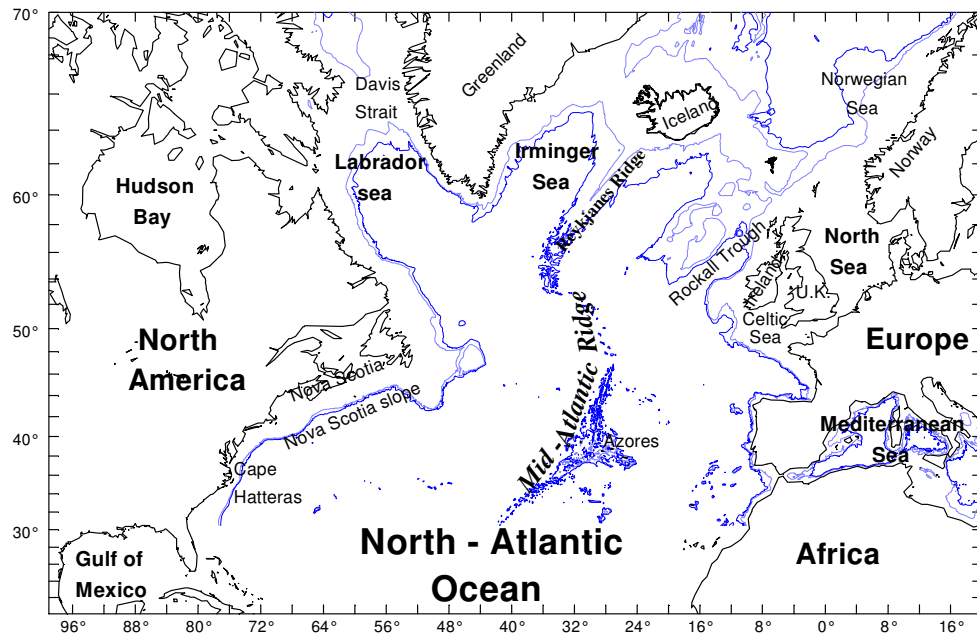 70°
60°
50°
40°
30°
Davis
Strait
Greenland
Iceland
Norwegian
Sea
Norway
Labrador
sea
Irminger
Sea
Reykjanes Ridge
Hudson
Bay
Rockall Trough
Ireland
U.K.
North
Sea
Celtic
Sea
North
America
Europe
Nova Scotia
Nova Scotia slope
Mid -Atlantic Ridge
Azores
Mediterranean
Sea
Cape
Hatteras
North - Atlantic
Ocean
Gulf of
Mexico
Africa
96° 88° 80° 72° 64° 56° 48° 40° 32° 24° 16° 8° 0° 8° 16°